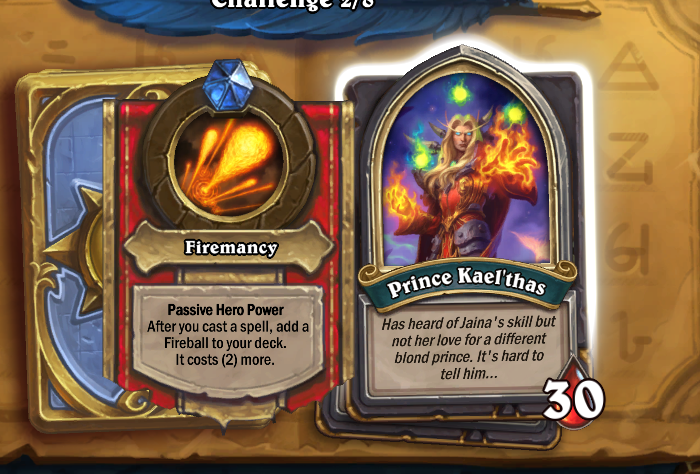 Challenge 2/8
Firemancy
Passive Hero Power
After you cast a spell, add a
Fireball to your deck.
It costs (2) more.
Prince Kael'thas
Has heard of Jaina's skill but
not her love for a different
blond prince. It's hard to
tell him...
30